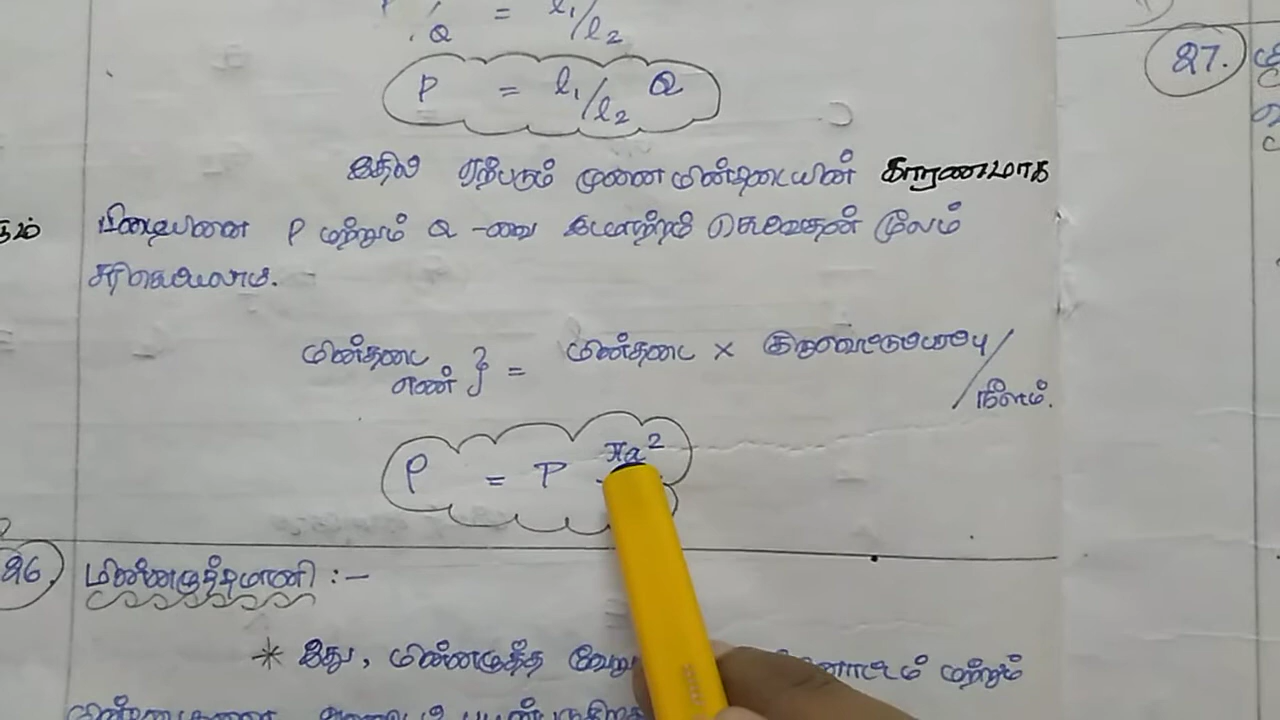 Q = l₁/l₂
P = l₁/l₂ Q
இதில் ஏற்படும் முனை மின்தடையின் காரணமாக
பிழையினை P மற்றும் Q -வை இடமாற்றம் செய்வதன் மூலம்
சரிசெய்யலாம்.
மின்தடை எண் } = மின்தடை × குறுக்குவெட்டுபரப்பு/நீளம்.
ρ = P πa²
26. மின்னழுத்தமானி :-
* இது, மின்னழுத்த மற்றும்
27.